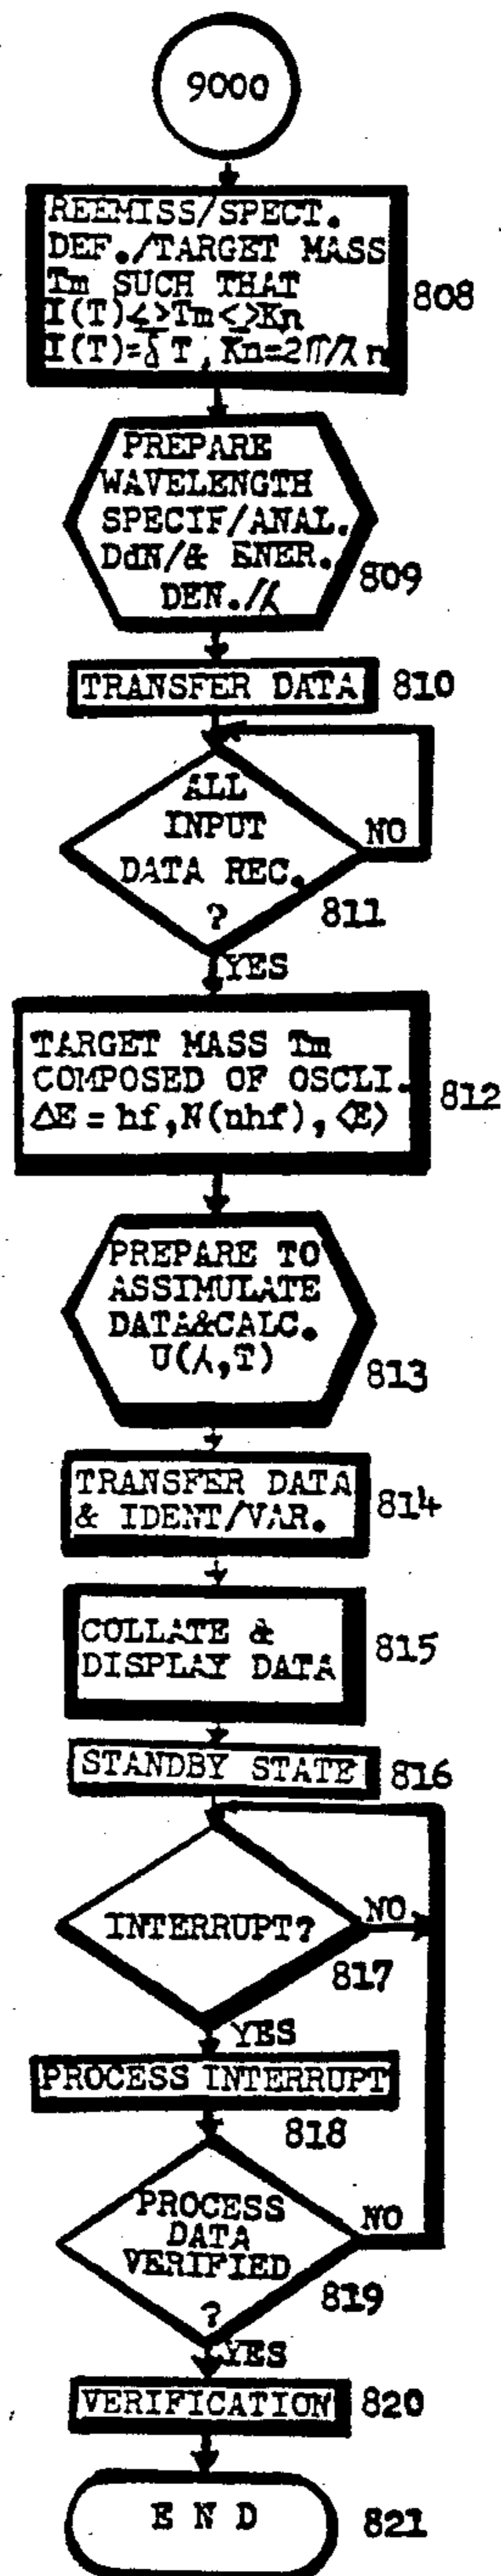 9000
REEMISS/SPECT.
DEF./TARGET MASS
Tm SUCH THAT
I(T)<>Tm<>Kn
I(T)=δT, Kn=2π/λn
808
PREPARE
WAVELENGTH
SPECIF/ANAL.
DdN/& ENER.
DEN./λ
809
TRANSFER DATA
810
ALL
INPUT
DATA REC.
?
NO
811
YES
TARGET MASS Tm
COMPOSED OF OSCLI.
ΔE = hf, N(nhf), <E>
812
PREPARE TO
ASSIMULATE
DATA&CALC.
U(λ,T)
813
TRANSFER DATA
& IDENT/VAR.
814
COLLATE &
DISPLAY DATA
815
STANDBY STATE
816
INTERRUPT?
NO
817
YES
PROCESS INTERRUPT
818
PROCESS
DATA
VERIFIED
?
NO
819
YES
VERIFICATION
820
E N D
821